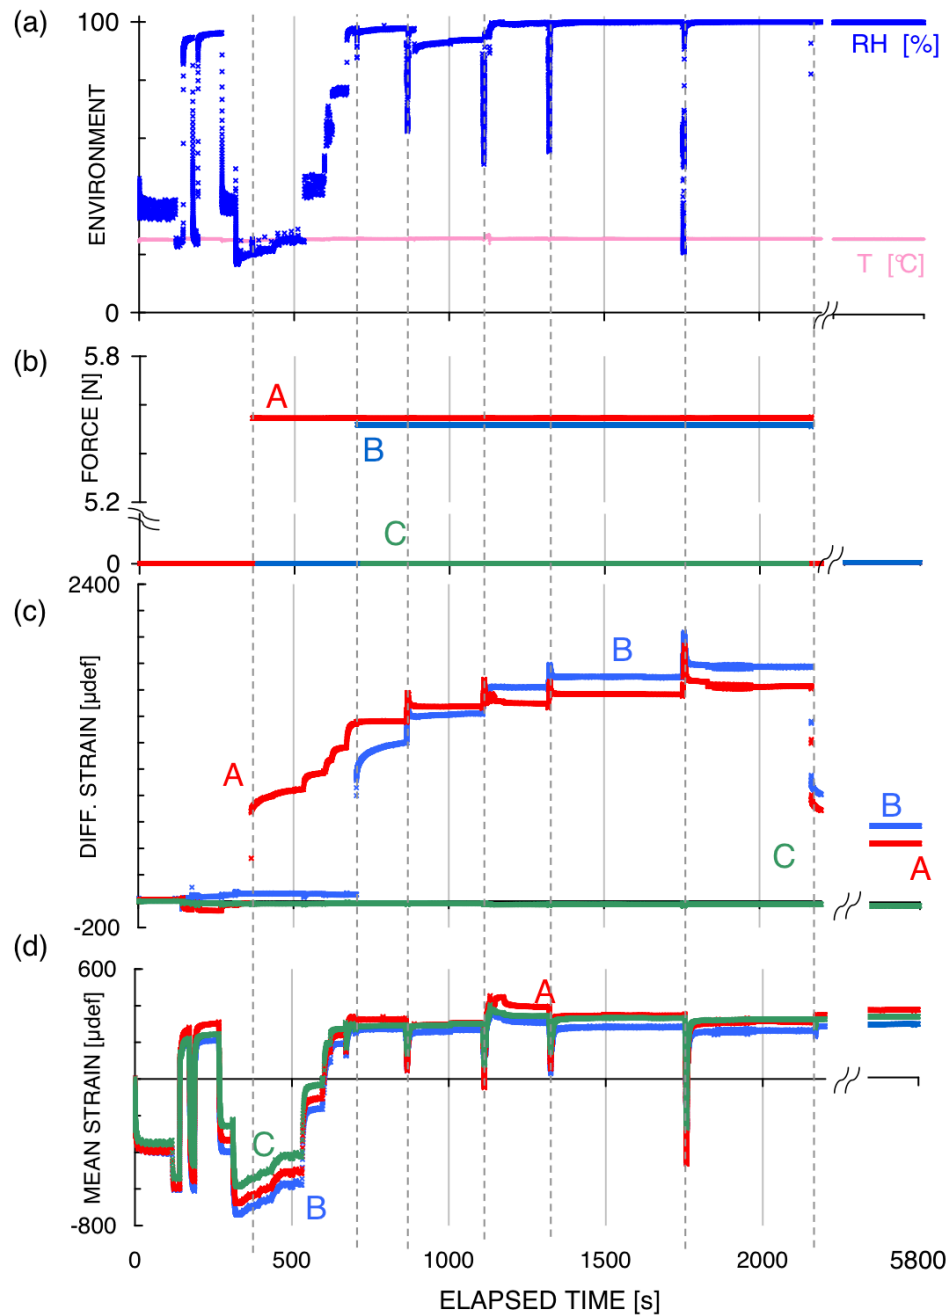 (a)
100
ENVIRONMENT
RH [%]
T [°C]
0
(b)
5.8
FORCE [N]
A
B
5.2
C
0
(c)
2400
DIFF. STRAIN [µdef]
B
A
B
C
A
-200
(d)
600
MEAN STRAIN [µdef]
A
C
B
-800
0 500 1000 1500 2000 5800
ELAPSED TIME [s]